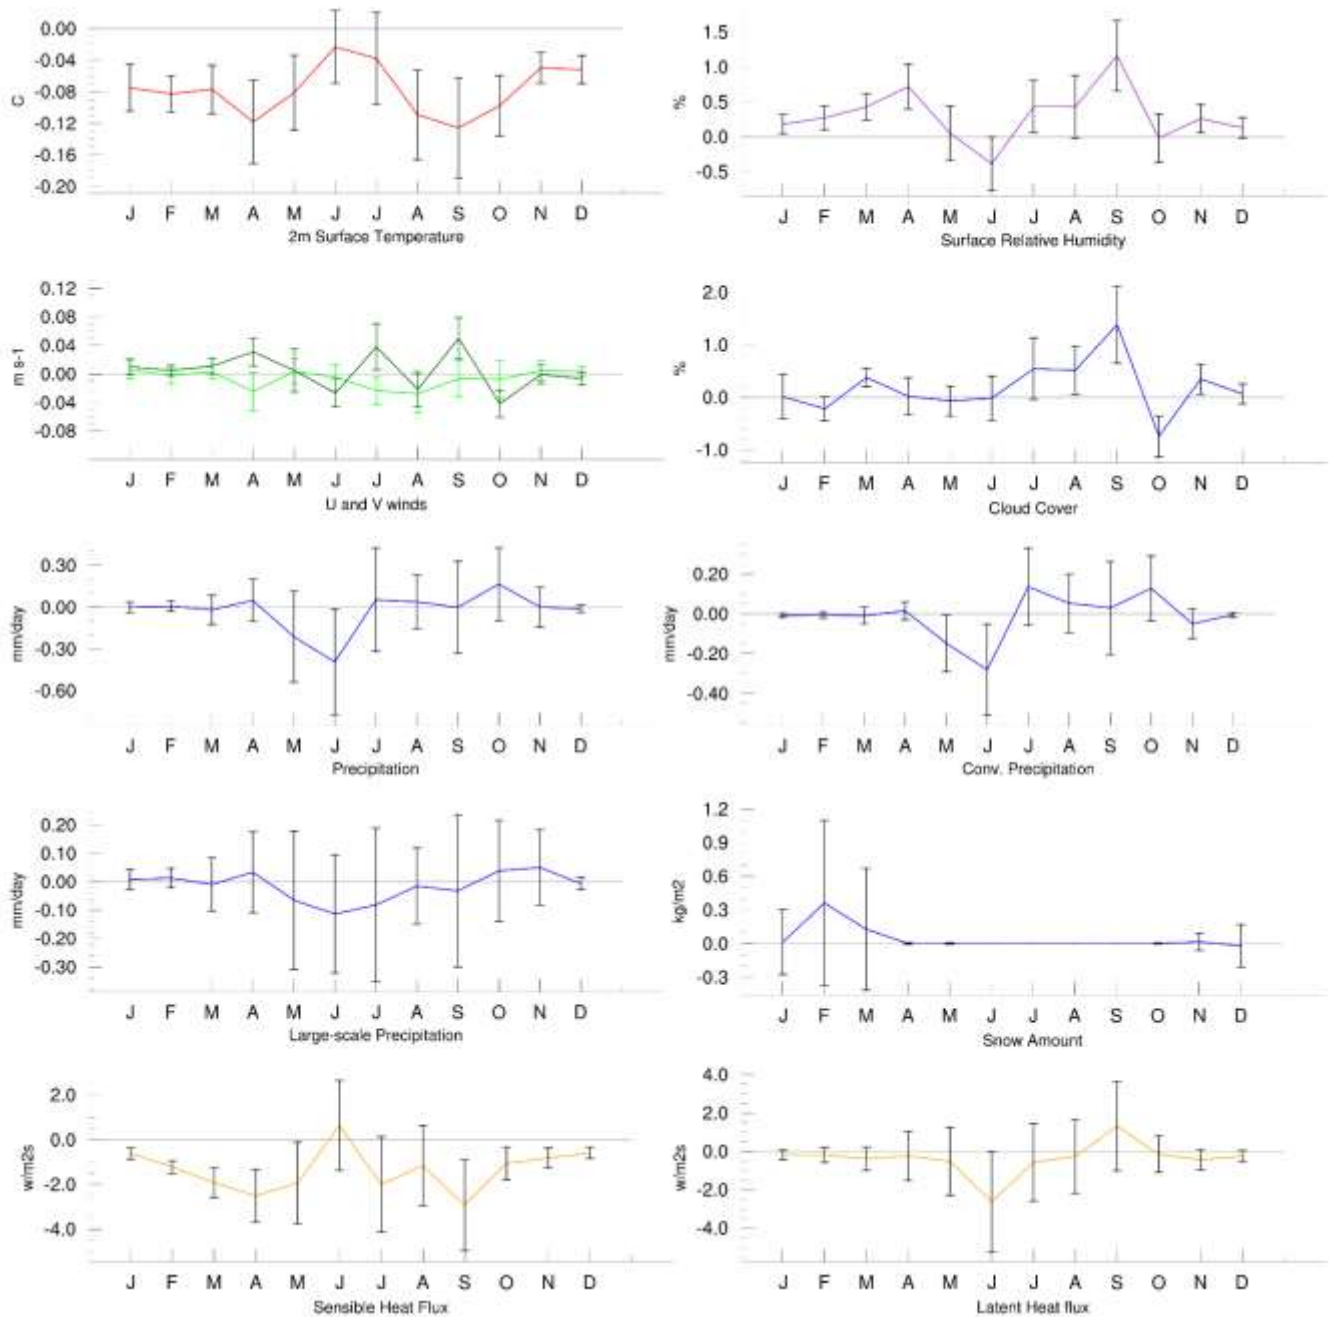 0.00
-0.04
-0.08
-0.12
-0.16
-0.20
C
J F M A M J J A S O N D
2m Surface Temperature
1.5
1.0
0.5
0.0
-0.5
%
J F M A M J J A S O N D
Surface Relative Humidity
0.12
0.08
0.04
0.00
-0.04
-0.08
m s-1
J F M A M J J A S O N D
U and V winds
2.0
1.0
0.0
-1.0
%
J F M A M J J A S O N D
Cloud Cover
0.30
0.00
-0.30
-0.60
mm/day
J F M A M J J A S O N D
Precipitation
0.20
0.00
-0.20
-0.40
mm/day
J F M A M J J A S O N D
Conv. Precipitation
0.20
0.10
0.00
-0.10
-0.20
-0.30
mm/day
J F M A M J J A S O N D
Large-scale Precipitation
1.2
0.9
0.6
0.3
0.0
-0.3
kg/m2
J F M A M J J A S O N D
Snow Amount
2.0
0.0
-2.0
-4.0
w/m2s
J F M A M J J A S O N D
Sensible Heat Flux
4.0
2.0
0.0
-2.0
-4.0
w/m2s
J F M A M J J A S O N D
Latent Heat flux